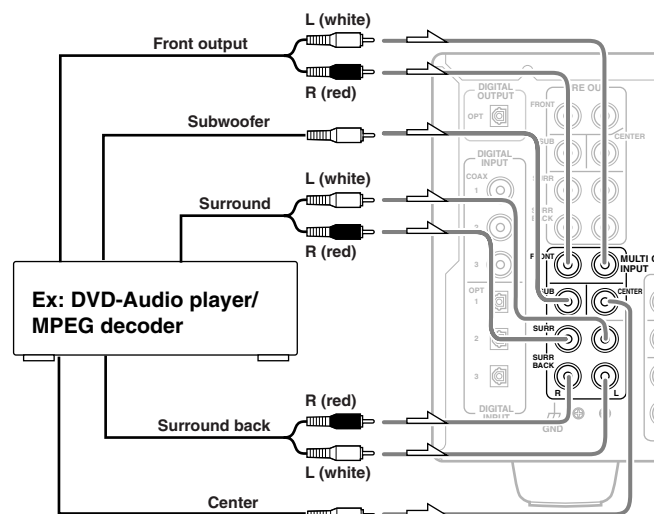 L (white)
Front output
R (red)
Subwoofer
L (white)
Surround
R (red)
Ex: DVD-Audio player/
MPEG decoder
R (red)
Surround back
L (white)
Center
DIGITAL
OUTPUT
OPT
DIGITAL
INPUT
COAX
1
2
3
OPT
1
2
3
DIGITAL
INPUT
RE OU
FRONT
SUB
CENTER
SURR
SURR
BACK
FRONT
MULTI C
INPUT
SUB
CENTER
SURR
SURR
BACK
R
L
GND